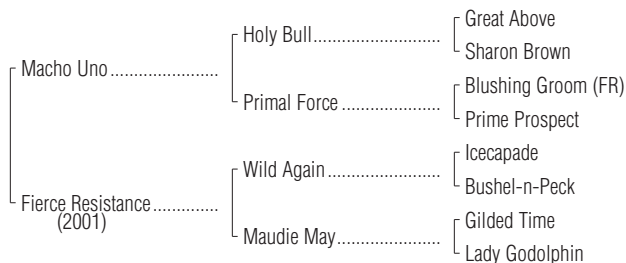 Great Above
Holy Bull
Sharon Brown
Macho Uno
Blushing Groom (FR)
Primal Force
Prime Prospect
Icecapade
Wild Again
Bushel-n-Peck
Fierce Resistance
(2001)
Gilded Time
Maudie May
Lady Godolphin